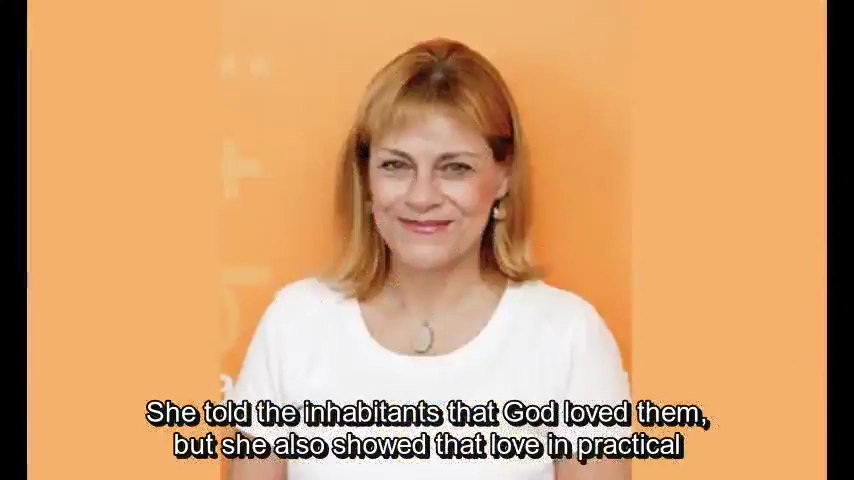 She told the inhabitants that God loved them,
but she also showed that love in practical